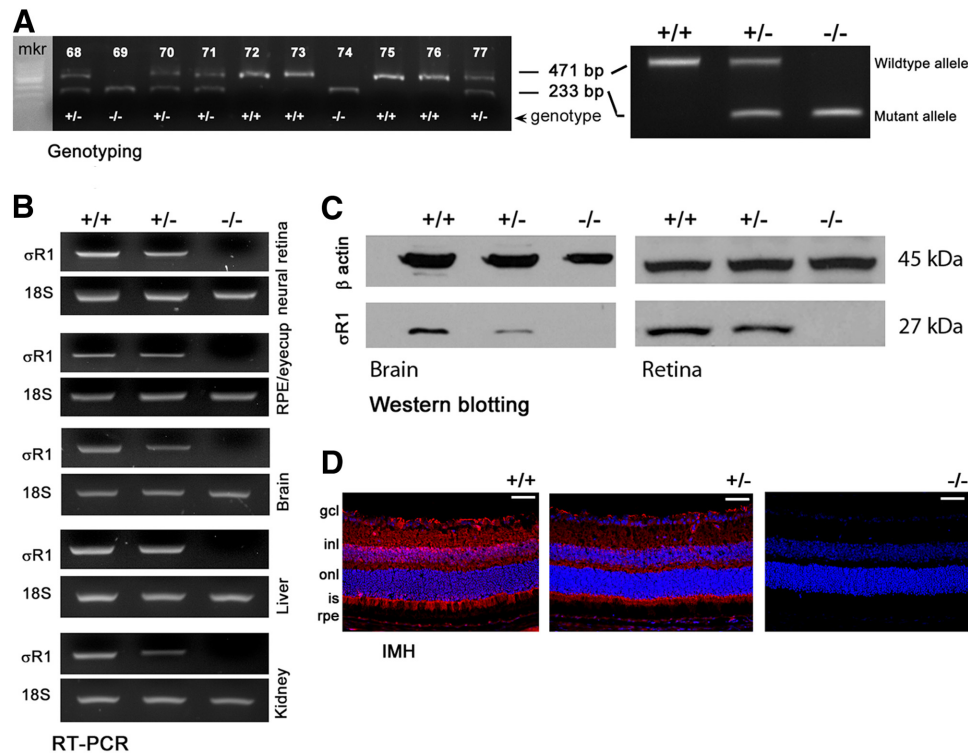 A
mkr 68 69 70 71 72 73 74 75 76 77
+/- -/- +/- +/- +/+ +/+ -/- +/+ +/+ +/-
471 bp
233 bp
genotype
+/+ +/- -/-
Wildtype allele
Mutant allele
Genotyping
B
+/+ +/- -/-
σR1
18S
neural retina
σR1
18S
RPE/eyecup
σR1
18S
Brain
σR1
18S
Liver
σR1
18S
Kidney
RT-PCR
C
+/+ +/- -/- +/+ +/- -/-
β actin
45 kDa
σR1
27 kDa
Brain
Retina
Western blotting
D
+/+ +/- -/-
gcl
inl
onl
is
rpe
IMH